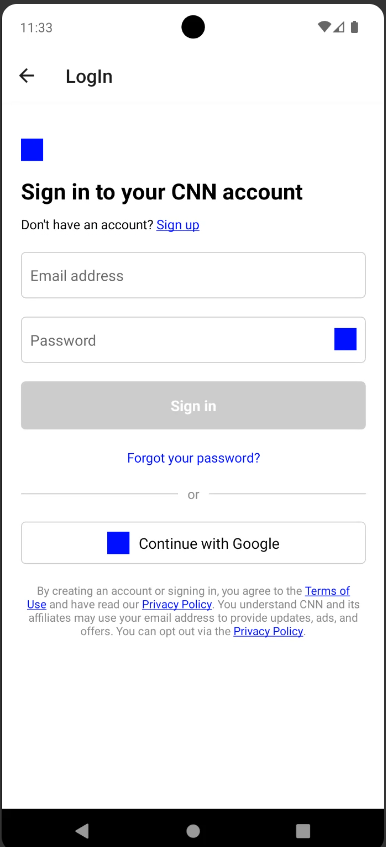 11:33
LogIn
Sign in to your CNN account
Don't have an account? Sign up
Email address
Password
Sign in
Forgot your password?
or
Continue with Google
By creating an account or signing in, you agree to the Terms of
Use and have read our Privacy Policy. You understand CNN and its
affiliates may use your email address to provide updates, ads, and
offers. You can opt out via the Privacy Policy.